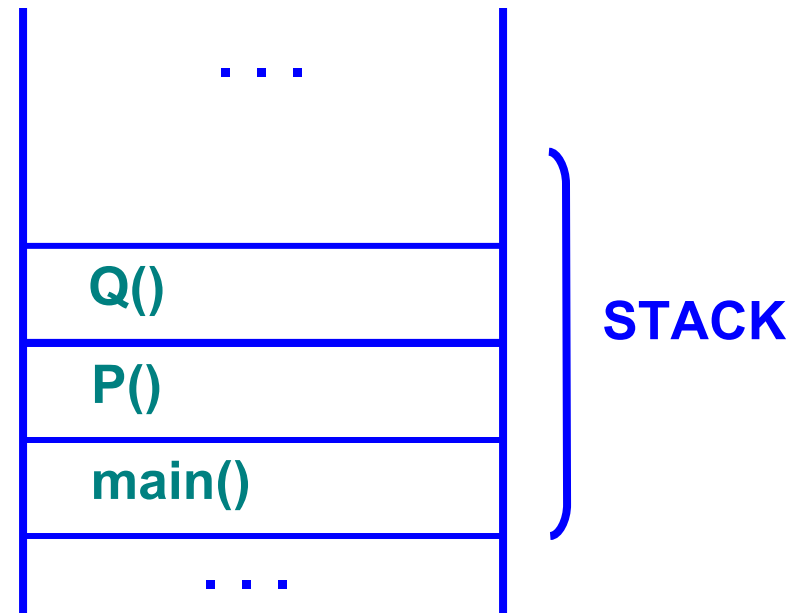 . . .
Q()
STACK
P()
main()
. . .